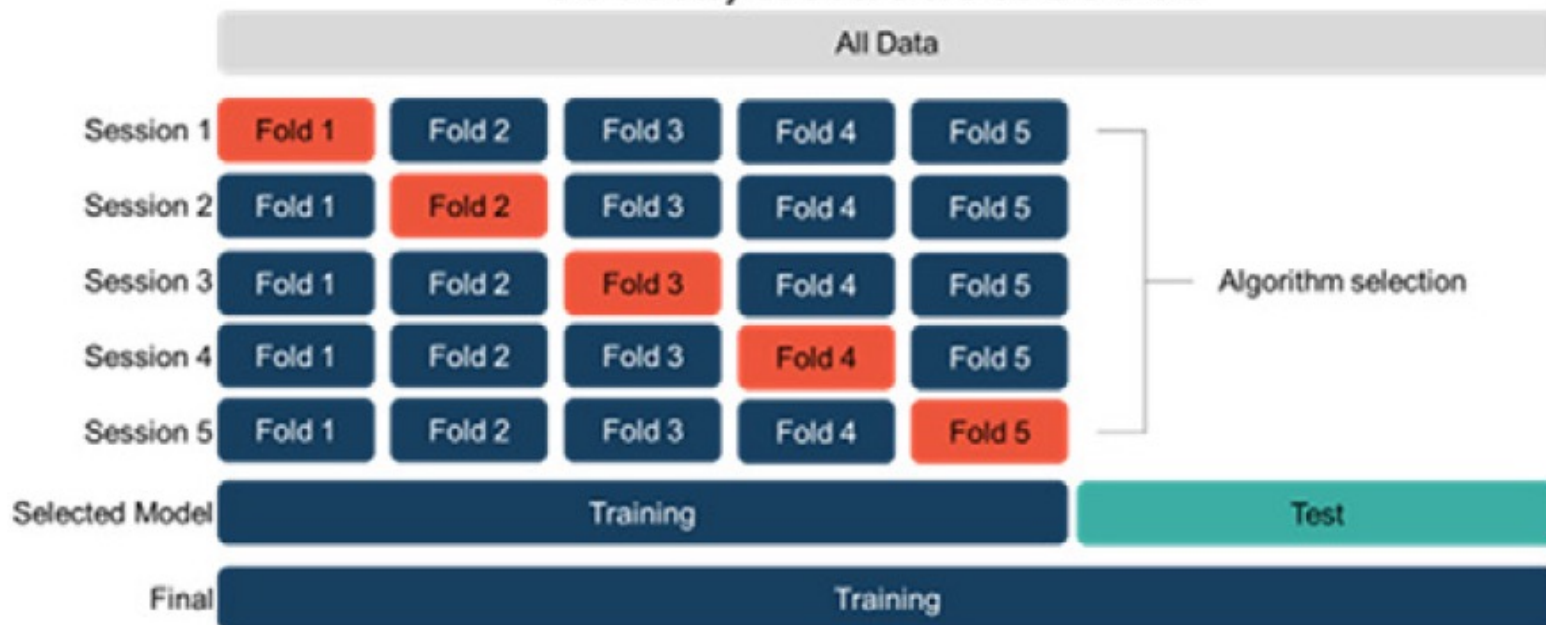 All Data
Session 1 Fold 1 Fold 2 Fold 3 Fold 4 Fold 5
Session 2 Fold 1 Fold 2 Fold 3 Fold 4 Fold 5
Session 3 Fold 1 Fold 2 Fold 3 Fold 4 Fold 5
Algorithm selection
Session 4 Fold 1 Fold 2 Fold 3 Fold 4 Fold 5
Session 5 Fold 1 Fold 2 Fold 3 Fold 4 Fold 5
Selected Model Training Test
Final Training